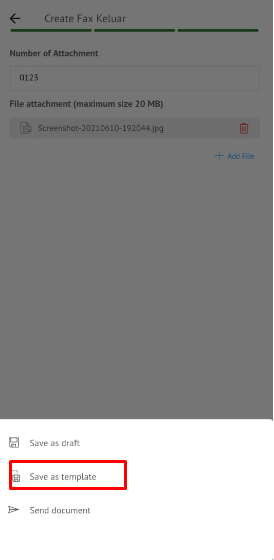 Create Fax Keluar
Number of Attachment
0123
File attachment (maximum size 20 MB)
Screenshot-20210610-192044.jpg
Add File
Save as draft
Save as template
Send document